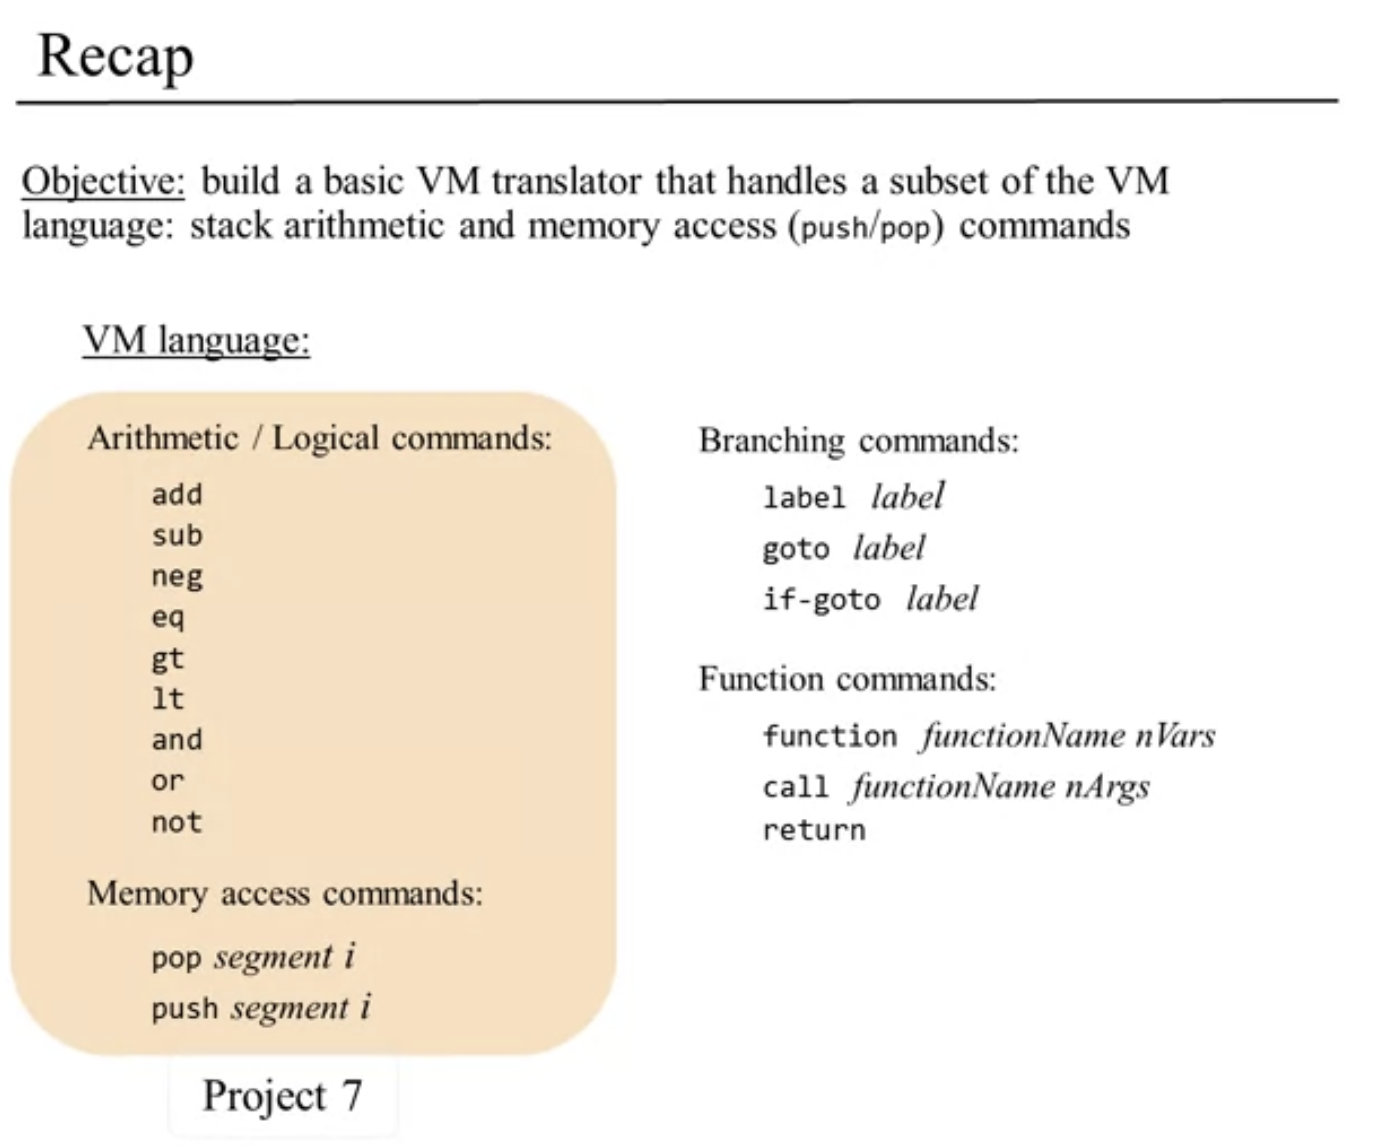 Recap
Objective: build a basic VM translator that handles a subset of the VM
language: stack arithmetic and memory access (push/pop) commands
VM language:
Arithmetic / Logical commands:
add
sub
neg
eq
gt
lt
and
or
not
Memory access commands:
pop segment i
push segment i
Project 7
Branching commands:
label label
goto label
if-goto label
Function commands:
function functionName nVars
call functionName nArgs
return